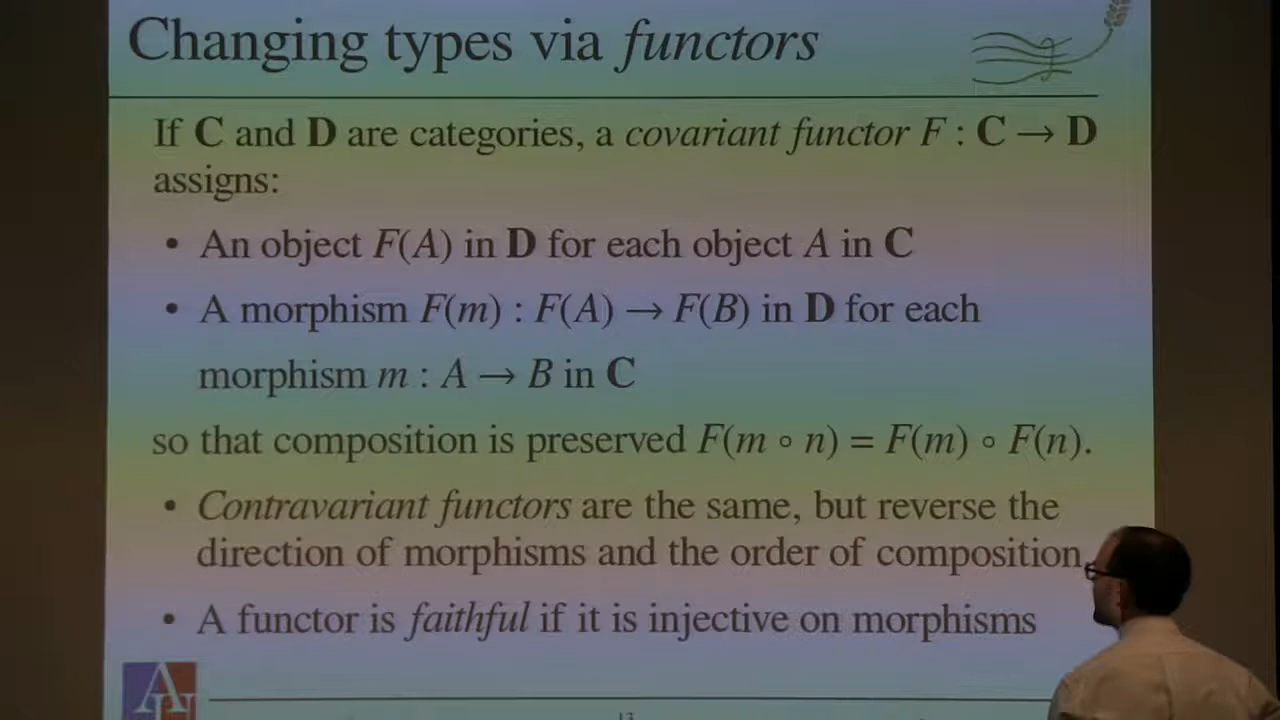 Changing types via functors
If C and D are categories, a covariant functor F : C → D
assigns:
• An object F(A) in D for each object A in C
• A morphism F(m) : F(A) → F(B) in D for each
morphism m : A → B in C
so that composition is preserved F(m ∘ n) = F(m) ∘ F(n).
• Contravariant functors are the same, but reverse the
direction of morphisms and the order of composition.
• A functor is faithful if it is injective on morphisms